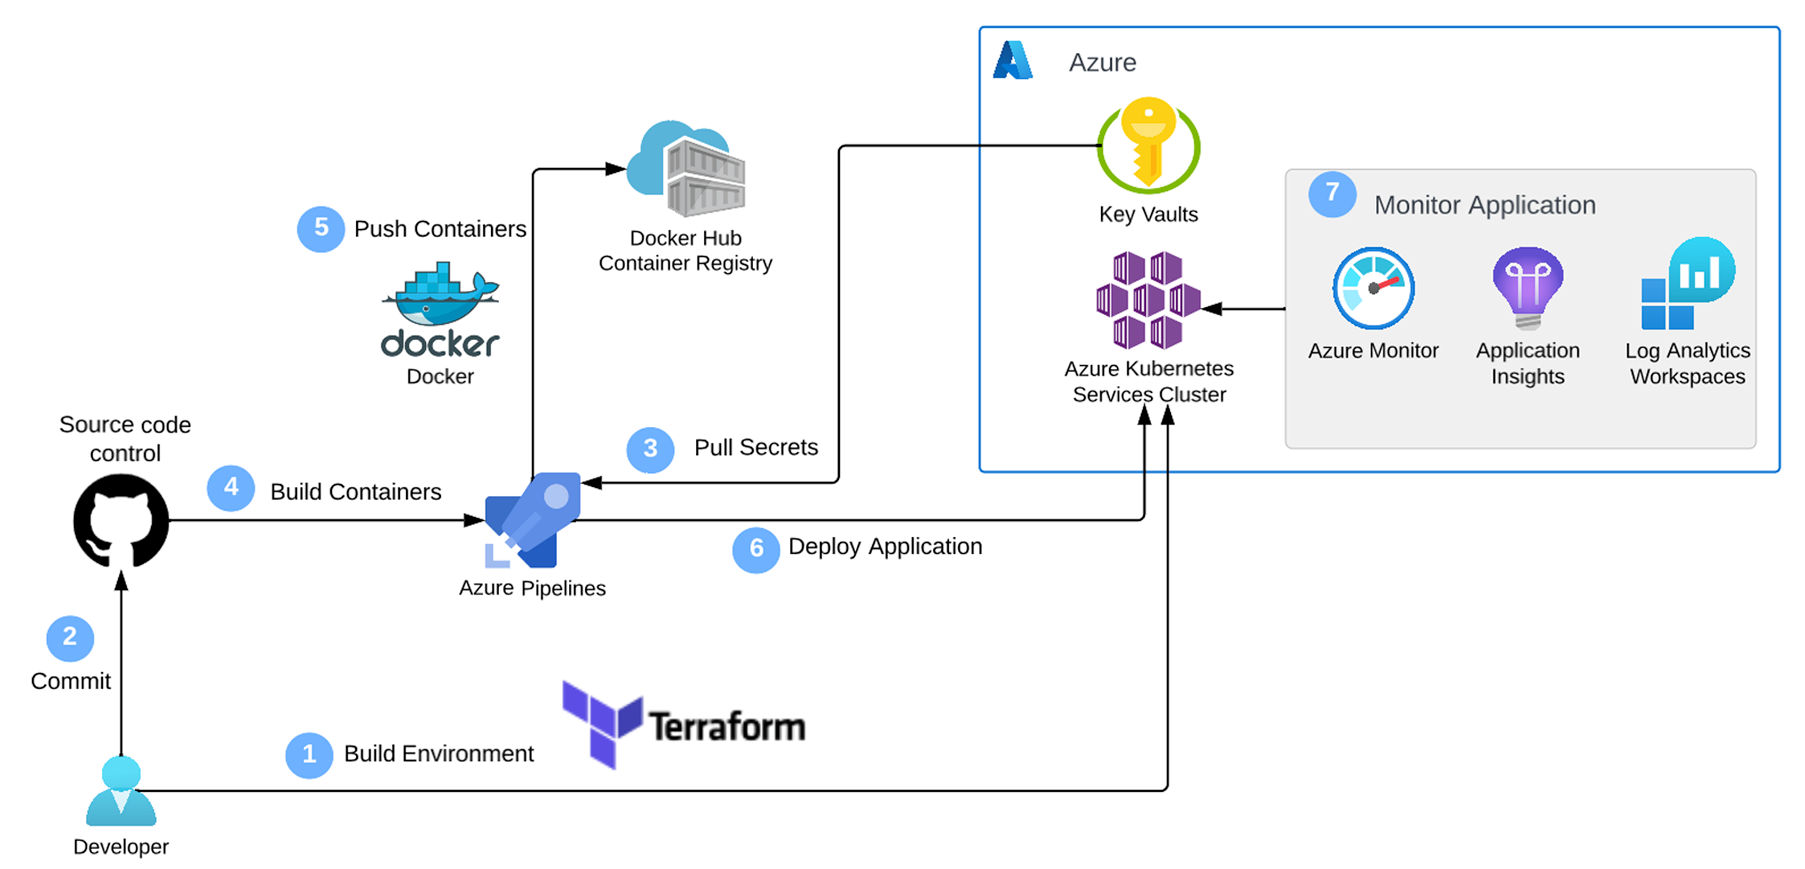 Azure
Key Vaults
7
Monitor Application
5
Push Containers
Docker Hub
Container Registry
docker
Docker
Azure Kubernetes
Services Cluster
Azure Monitor
Application
Insights
Log Analytics
Workspaces
Source code
control
3
Pull Secrets
4
Build Containers
Azure Pipelines
6
Deploy Application
2
Commit
Terraform
1
Build Environment
Developer